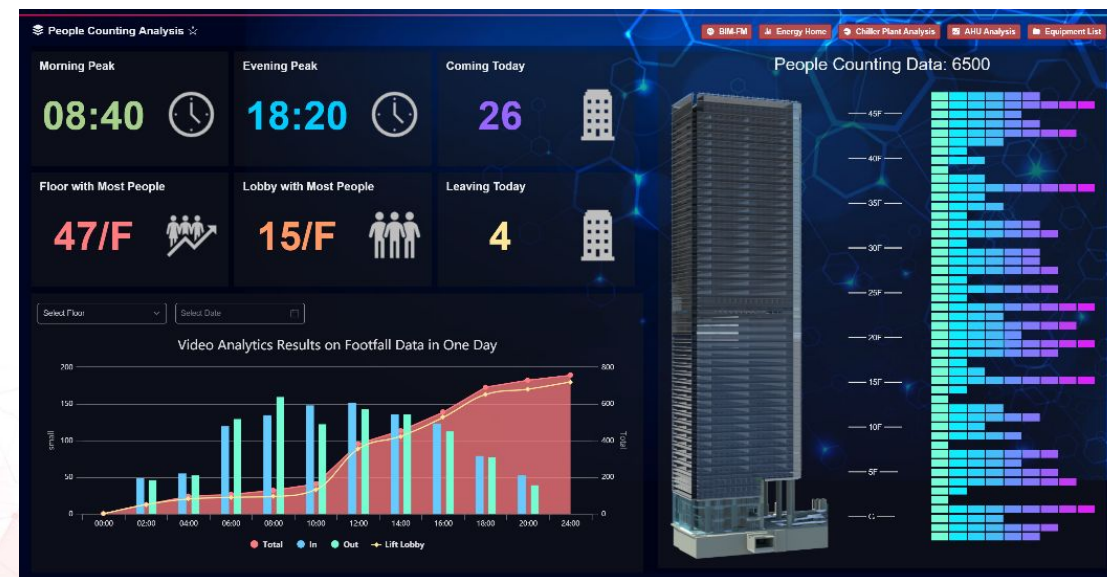 People Counting Analysis ☆
BIM-FM
Energy Home
Chiller Plant Analysis
AHU Analysis
Equipment List
Morning Peak
08:40
Evening Peak
18:20
Coming Today
26
Floor with Most People
47/F
Lobby with Most People
15/F
Leaving Today
4
Select Floor
Select Date
Video Analytics Results on Footfall Data in One Day
200
150
100
50
0
small
800
600
400
200
0
Total
00:00 02:00 04:00 06:00 08:00 10:00 12:00 14:00 16:00 18:00 20:00 24:00
Total In Out Lift Lobby
People Counting Data: 6500
45F
40F
35F
30F
25F
20F
15F
10F
5F
G